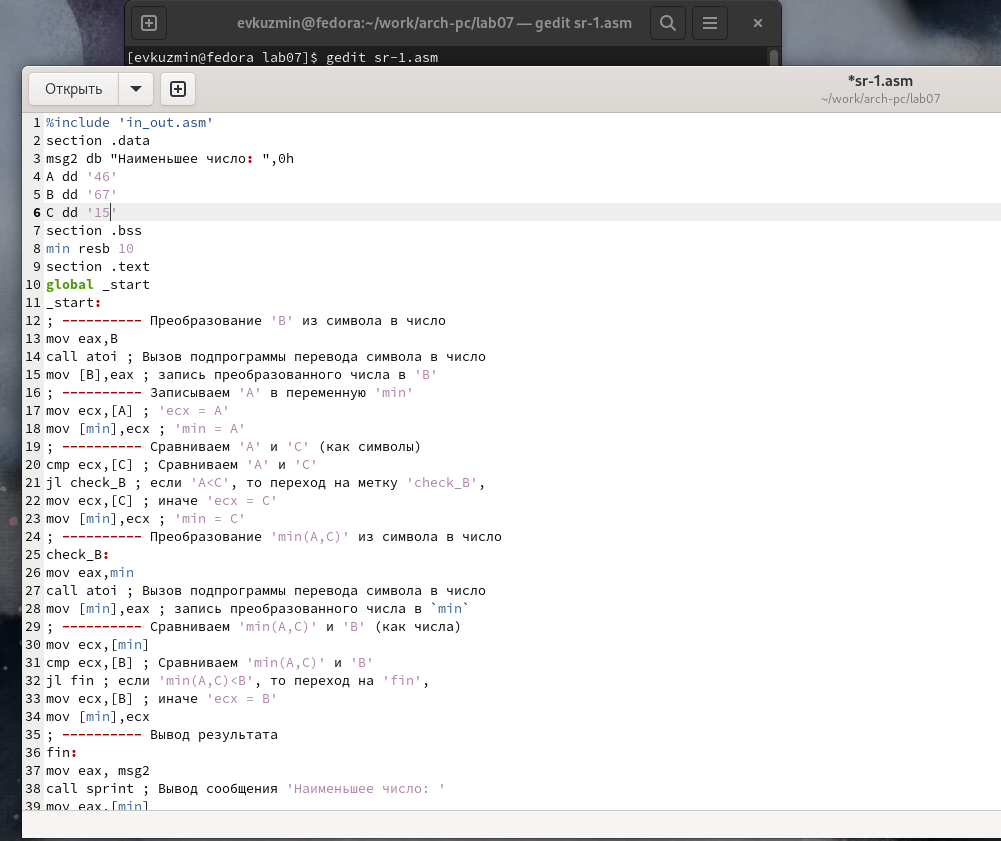 evkuzmin@fedora:~/work/arch-pc/lab07 — gedit sr-1.asm
[evkuzmin@fedora lab07]$ gedit sr-1.asm
Открыть
*sr-1.asm
~/work/arch-pc/lab07
1 %include 'in_out.asm'
2 section .data
3 msg2 db "Наименьшее число: ",0h
4 A dd '46'
5 B dd '67'
6 C dd '15'
7 section .bss
8 min resb 10
9 section .text
10 global _start
11 _start:
12 ; ---------- Преобразование 'B' из символа в число
13 mov eax,B
14 call atoi ; Вызов подпрограммы перевода символа в число
15 mov [B],eax ; запись преобразованного числа в 'B'
16 ; ---------- Записываем 'A' в переменную 'min'
17 mov ecx,[A] ; 'ecx = A'
18 mov [min],ecx ; 'min = A'
19 ; ---------- Сравниваем 'A' и 'C' (как символы)
20 cmp ecx,[C] ; Сравниваем 'A' и 'C'
21 jl check_B ; если 'A<C', то переход на метку 'check_B',
22 mov ecx,[C] ; иначе 'ecx = C'
23 mov [min],ecx ; 'min = C'
24 ; ---------- Преобразование 'min(A,C)' из символа в число
25 check_B:
26 mov eax,min
27 call atoi ; Вызов подпрограммы перевода символа в число
28 mov [min],eax ; запись преобразованного числа в `min`
29 ; ---------- Сравниваем 'min(A,C)' и 'B' (как числа)
30 mov ecx,[min]
31 cmp ecx,[B] ; Сравниваем 'min(A,C)' и 'B'
32 jl fin ; если 'min(A,C)<B', то переход на 'fin',
33 mov ecx,[B] ; иначе 'ecx = B'
34 mov [min],ecx
35 ; ---------- Вывод результата
36 fin:
37 mov eax, msg2
38 call sprint ; Вывод сообщения 'Наименьшее число: '
39 mov eax,[min]